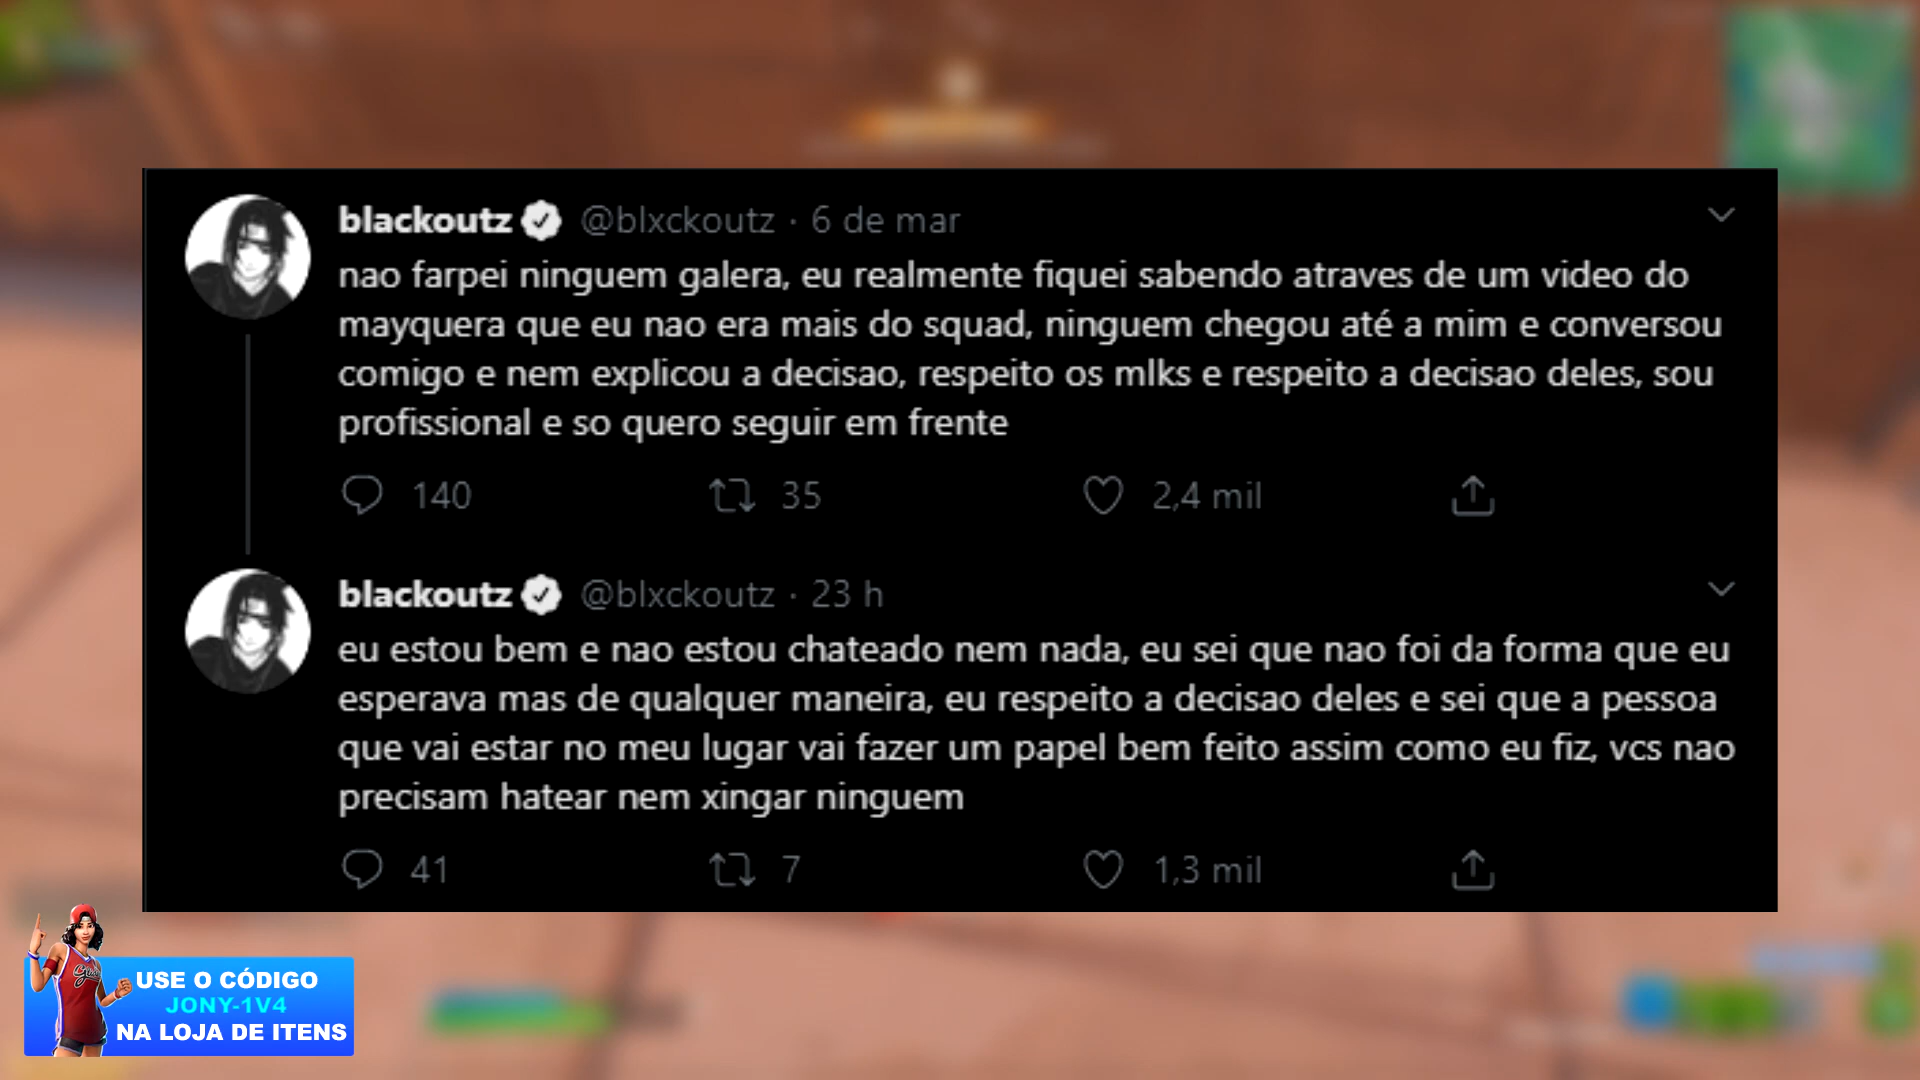 blackoutz @blxckoutz · 6 de mar
nao farpei ninguem galera, eu realmente fiquei sabendo atraves de um video do
mayquera que eu nao era mais do squad, ninguem chegou até a mim e conversou
comigo e nem explicou a decisao, respeito os mlks e respeito a decisao deles, sou
profissional e so quero seguir em frente
140 35 2,4 mil
blackoutz @blxckoutz · 23 h
eu estou bem e nao estou chateado nem nada, eu sei que nao foi da forma que eu
esperava mas de qualquer maneira, eu respeito a decisao deles e sei que a pessoa
que vai estar no meu lugar vai fazer um papel bem feito assim como eu fiz, vcs nao
precisam hatear nem xingar ninguem
41 7 1,3 mil
USE O CÓDIGO
JONY-1V4
NA LOJA DE ITENS